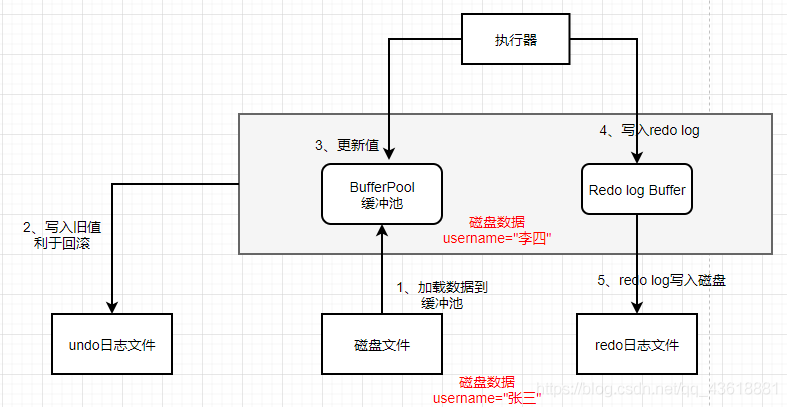 执行器
3、更新值
4、写入redo log
BufferPool
缓冲池
Redo log Buffer
磁盘数据
username="李四"
2、写入旧值
利于回滚
1、加载数据到
缓冲池
5、redo log写入磁盘
undo日志文件
磁盘文件
redo日志文件
磁盘数据
username="张三"
https://blog.csdn.net/qq_43618881